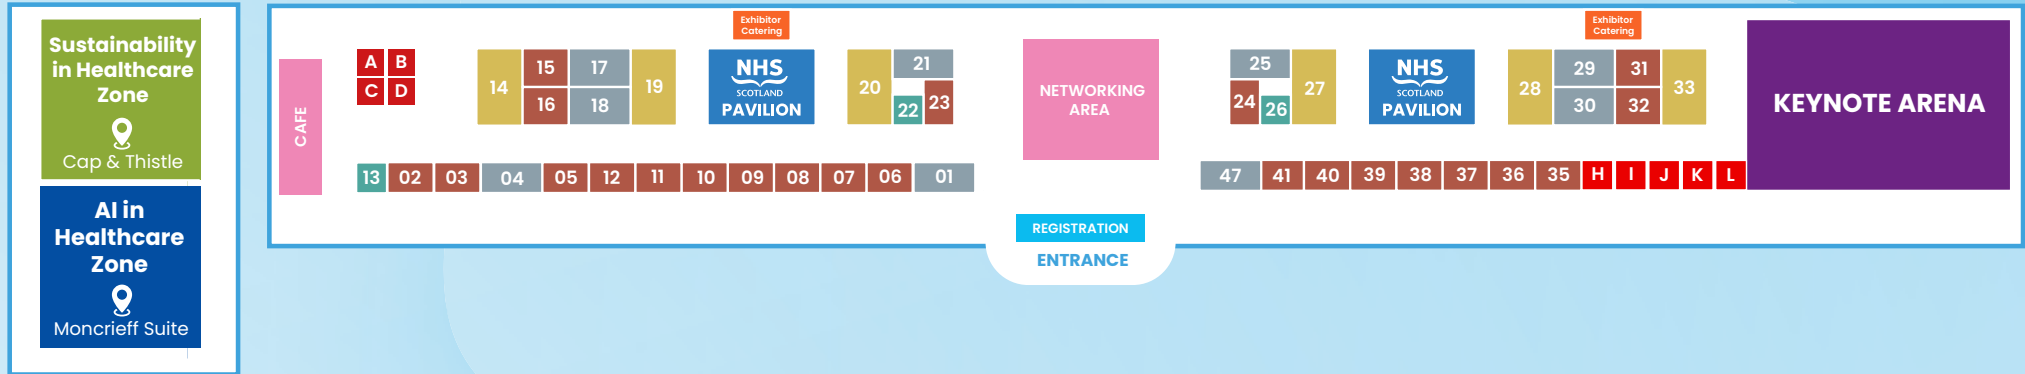 Sustainability
in Healthcare
Zone
Cap & Thistle
AI in
Healthcare
Zone
Moncrieff Suite
CAFE
A B
C D
14
15
16
17
18
19
Exhibitor
Catering
NHS
SCOTLAND
PAVILION
20
21
22
23
NETWORKING
AREA
25
24
26
27
NHS
SCOTLAND
PAVILION
Exhibitor
Catering
28
29
30
31
32
33
KEYNOTE ARENA
13 02 03 04 05 12 11 10 09 08 07 06 01
47 41 40 39 38 37 36 35 H I J K L
REGISTRATION
ENTRANCE